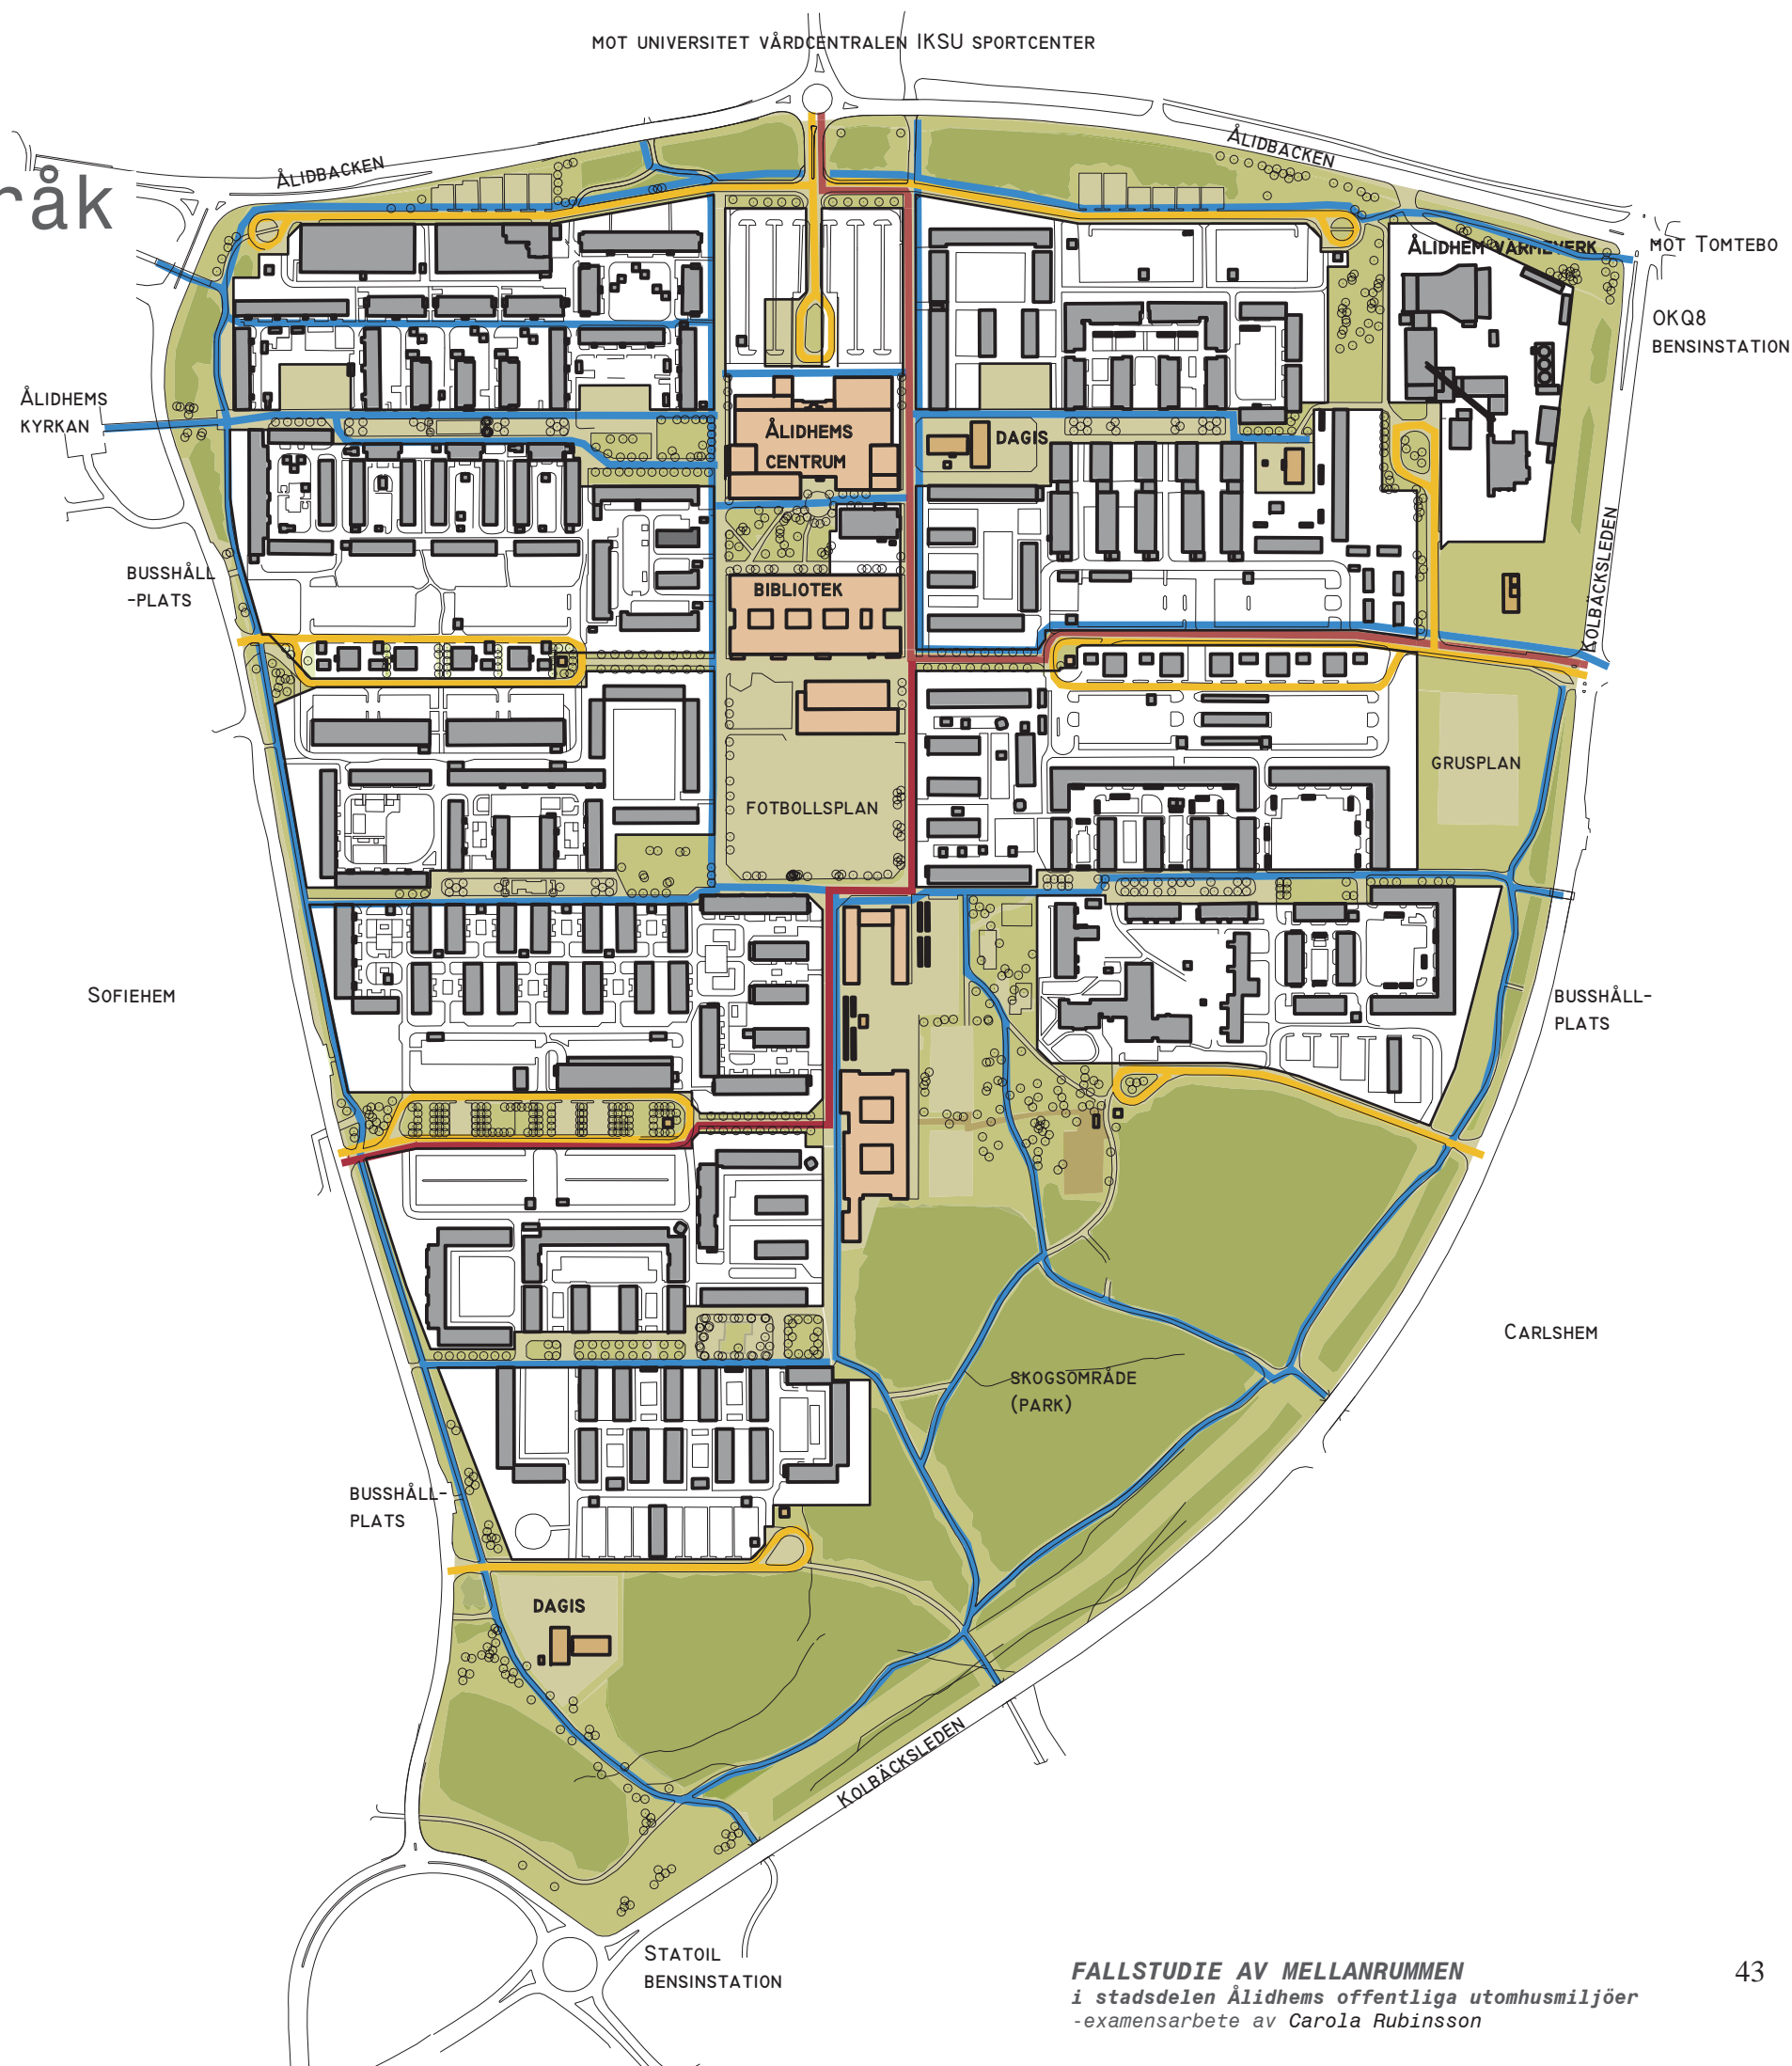 MOT UNIVERSITET VÅRDCENTRALEN IKSU SPORTCENTER
ÅLIDBACKEN
ÅLIDBACKEN
råk
ÅLIDHEM VÄRMEVERK
MOT TOMTEBO
OKQ8
BENSINSTATION
ÅLIDHEMS
KYRKAN
ÅLIDHEMS
CENTRUM
DAGIS
BUSSHÅLL
-PLATS
BIBLIOTEK
KOLBÄCKSLEDEN
GRUSPLAN
FOTBOLLSPLAN
SOFIEHEM
BUSSHÅLL-
PLATS
CARLSHEM
SKOGSOMRÅDE
(PARK)
BUSSHÅLL-
PLATS
DAGIS
KOLBÄCKSLEDEN
STATOIL
BENSINSTATION
FALLSTUDIE AV MELLANRUMMEN
i stadsdelen Ålidhems offentliga utomhusmiljöer
-examensarbete av Carola Rubinsson
43